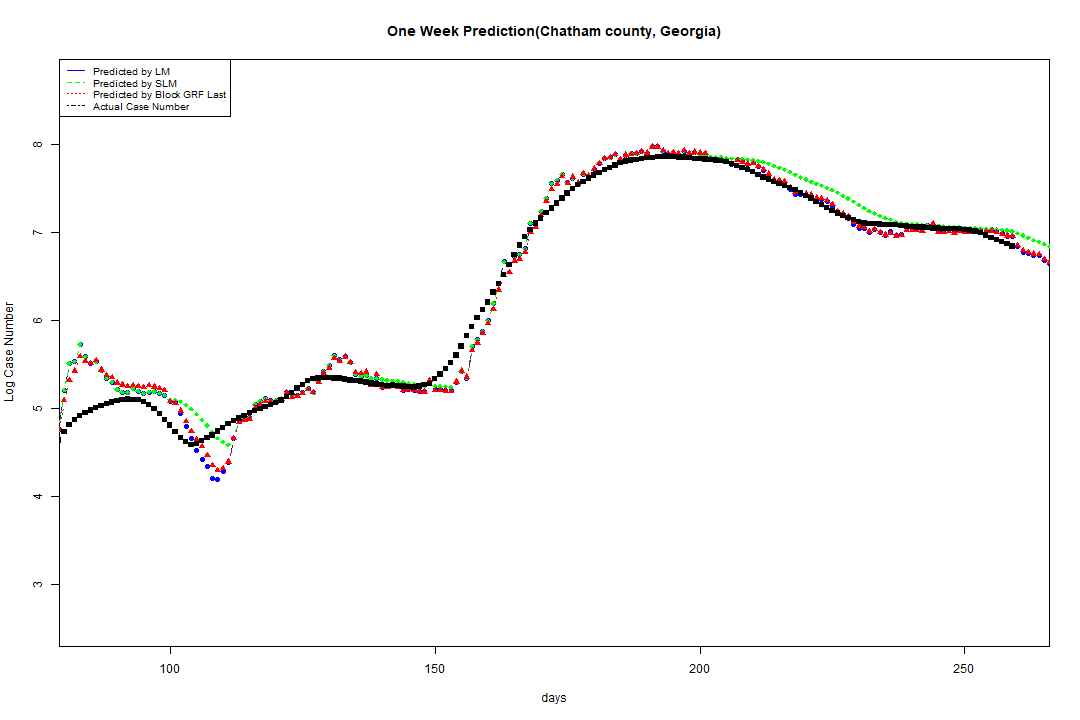 One Week Prediction(Chatham county, Georgia)
Predicted by LM
Predicted by SLM
Predicted by Block GRF Last
Actual Case Number
8
7
6
5
4
3
Log Case Number
100 150 200 250
days